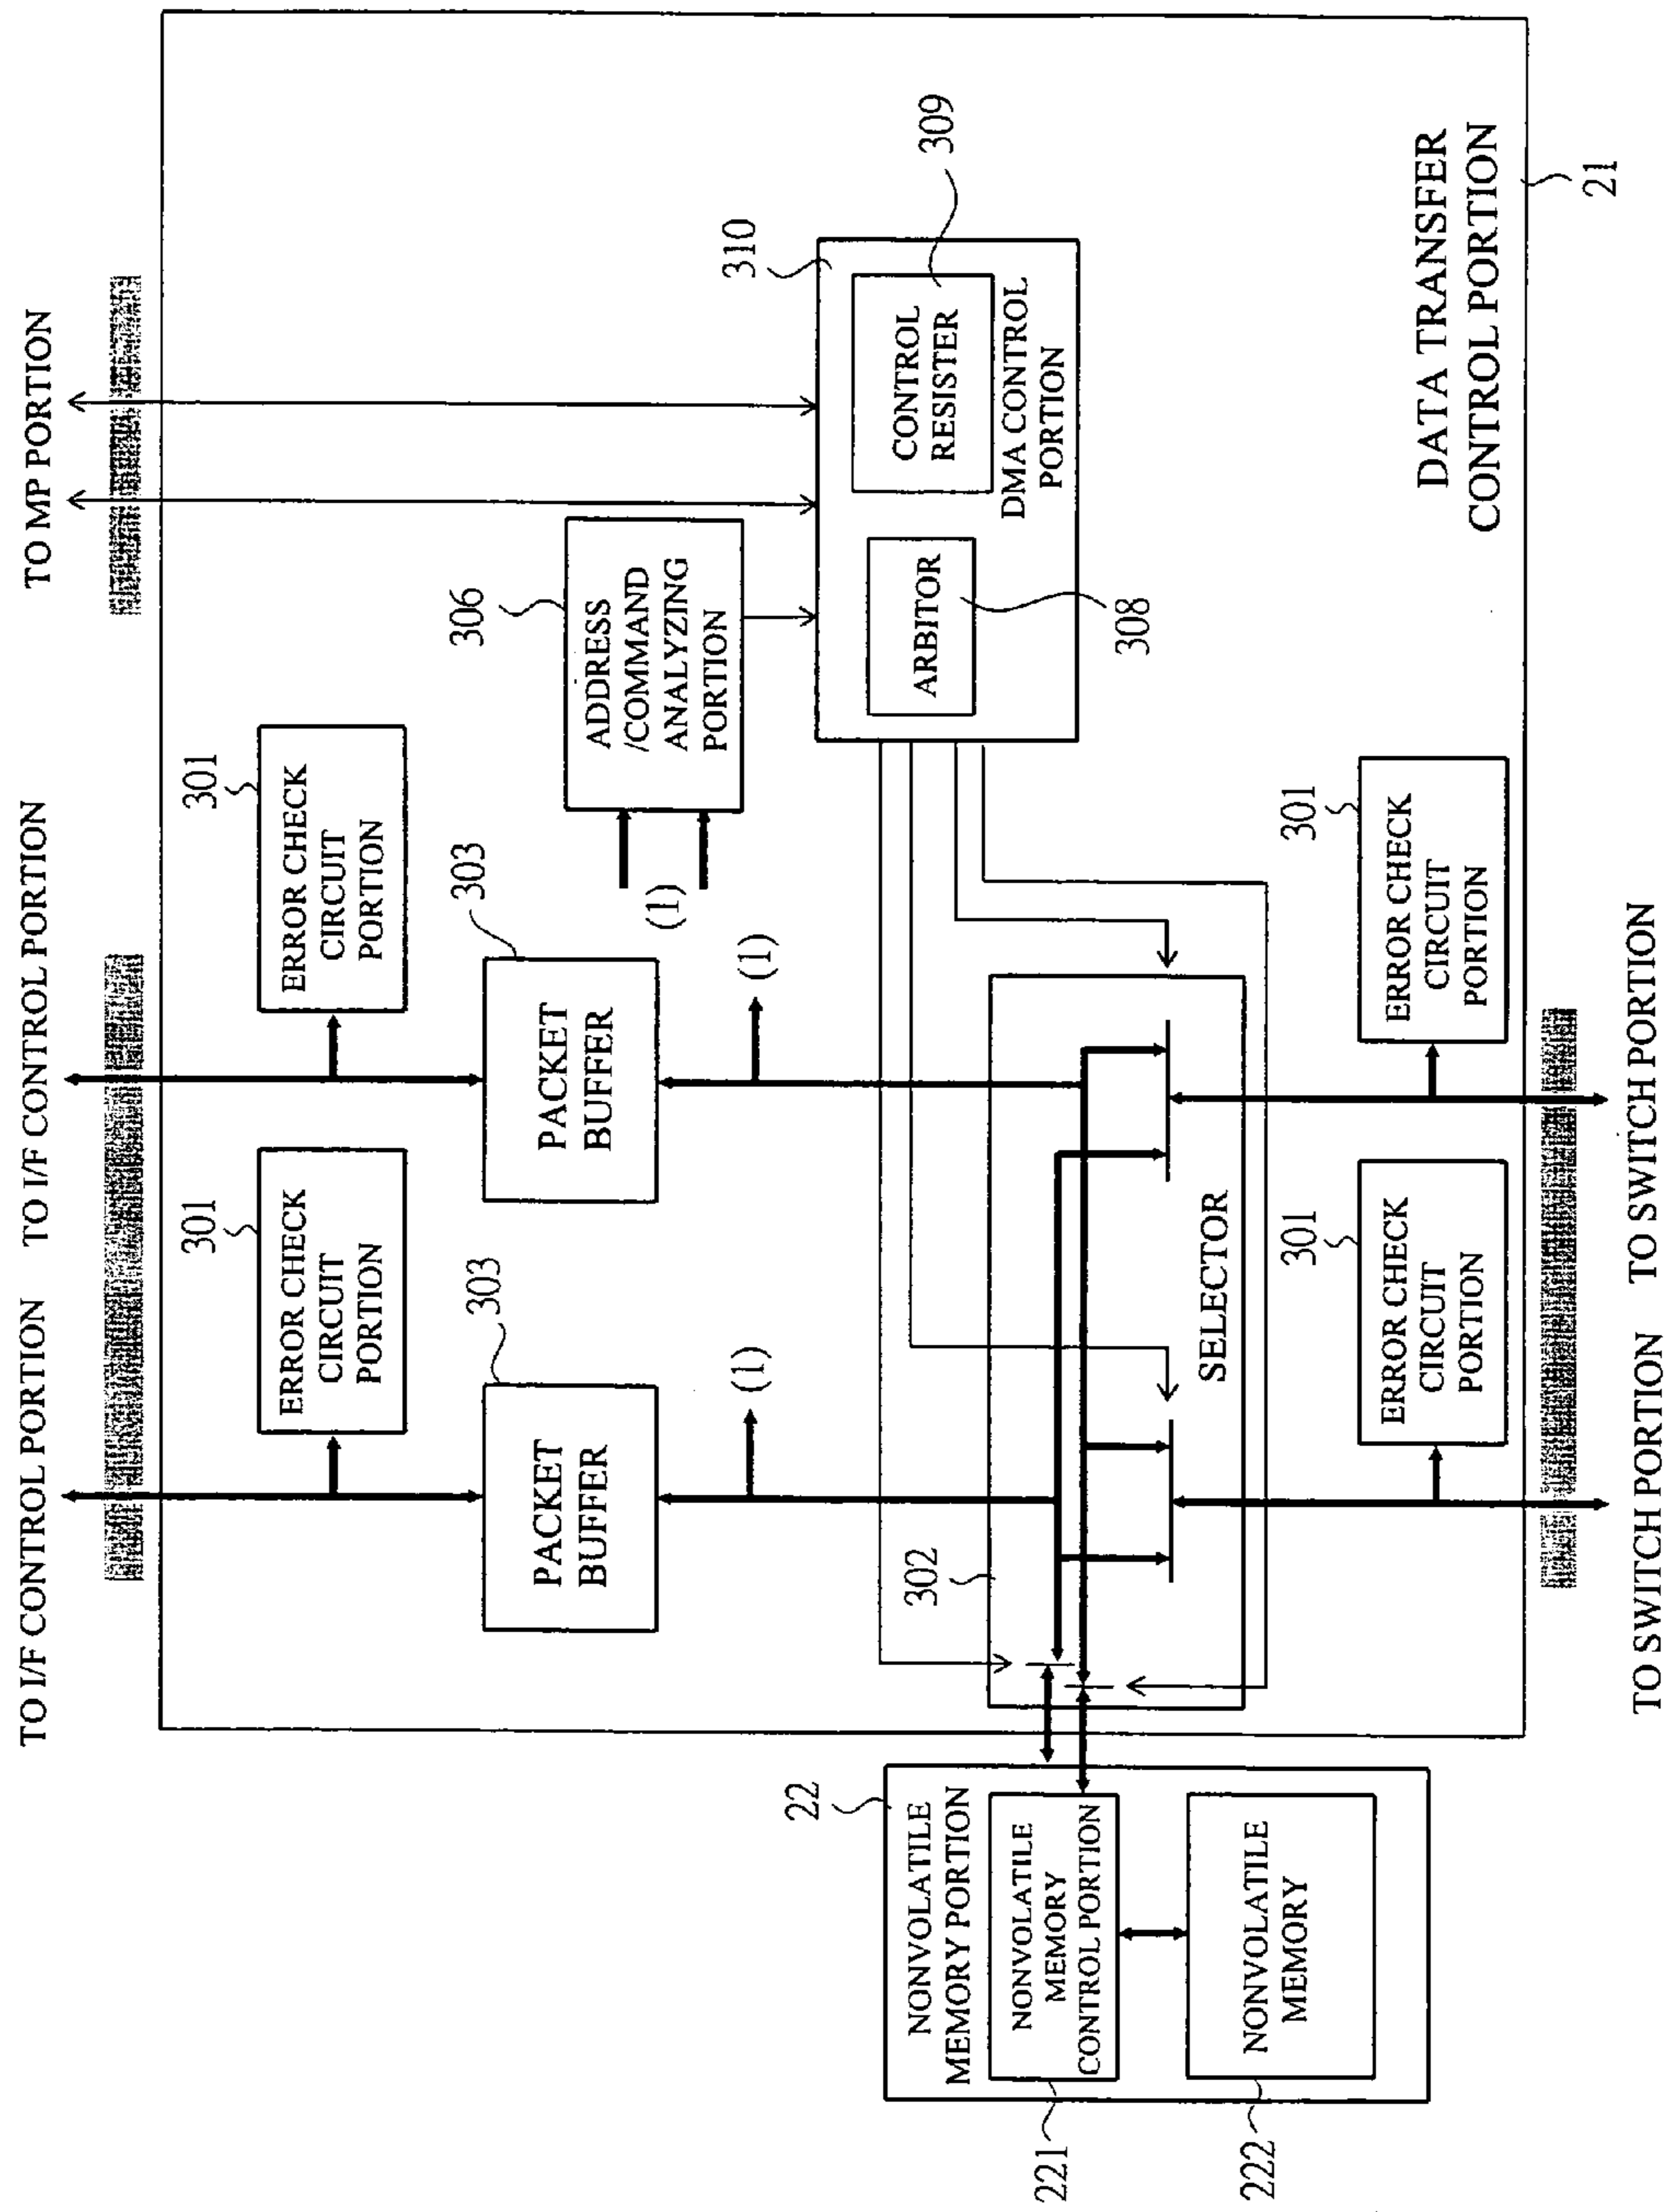 TO I/F CONTROL PORTION
TO I/F CONTROL PORTION
TO MP PORTION
301
ERROR CHECK
CIRCUIT
PORTION
301
ERROR CHECK
CIRCUIT
PORTION
303
PACKET
BUFFER
303
PACKET
BUFFER
306
ADDRESS
/COMMAND
ANALYZING
PORTION
(1)
(1)
(1)
310
CONTROL
RESISTER
309
DMA CONTROL
PORTION
ARBITOR
308
22
NONVOLATILE
MEMORY PORTION
NONVOLATILE
MEMORY
CONTROL PORTION
221
NONVOLATILE
MEMORY
222
302
SELECTOR
301
ERROR CHECK
CIRCUIT
PORTION
301
ERROR CHECK
CIRCUIT
PORTION
DATA TRANSFER
CONTROL PORTION
21
TO SWITCH PORTION
TO SWITCH PORTION